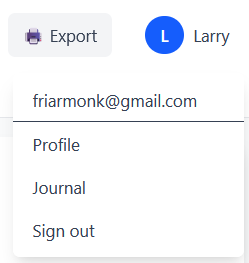 Export
L Larry
friarmonk@gmail.com
Profile
Journal
Sign out